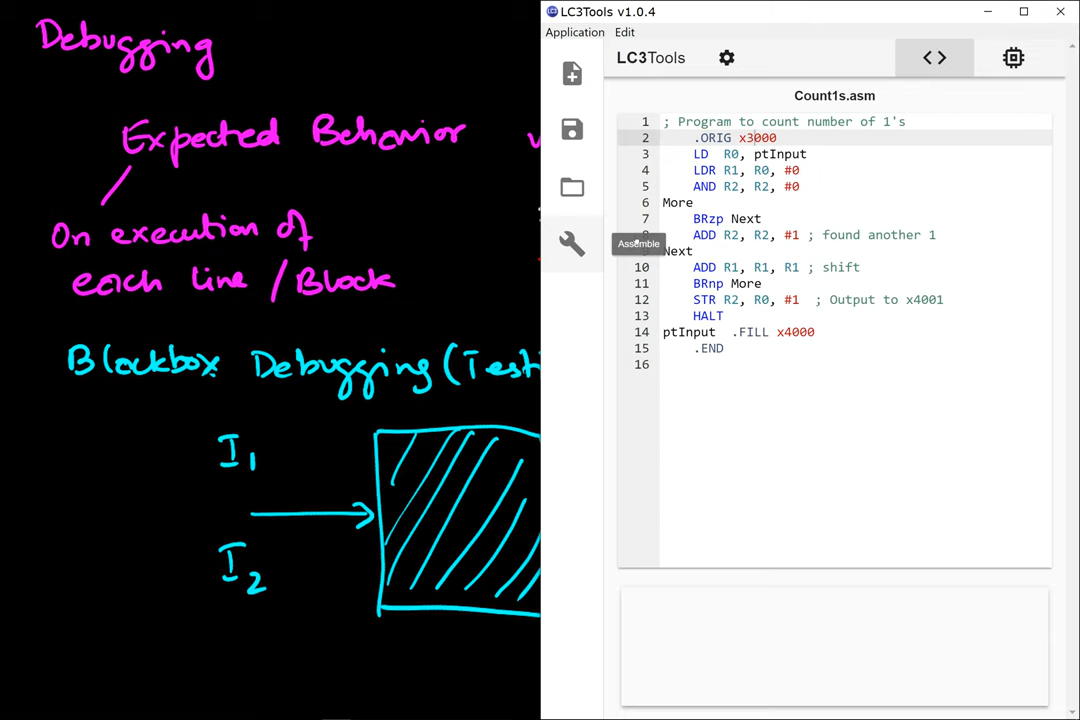 Debugging
Expected Behavior
On execution of
each line / Block
Blackbox Debugging (Testi
I1
I2
LC3Tools v1.0.4
Application Edit
LC3Tools
Count1s.asm
1 ; Program to count number of 1's
2 .ORIG x3000
3 LD R0, ptInput
4 LDR R1, R0, #0
5 AND R2, R2, #0
6 More
7 BRzp Next
8 ADD R2, R2, #1 ; found another 1
Assemble
9 Next
10 ADD R1, R1, R1 ; shift
11 BRnp More
12 STR R2, R0, #1 ; Output to x4001
13 HALT
14 ptInput .FILL x4000
15 .END
16